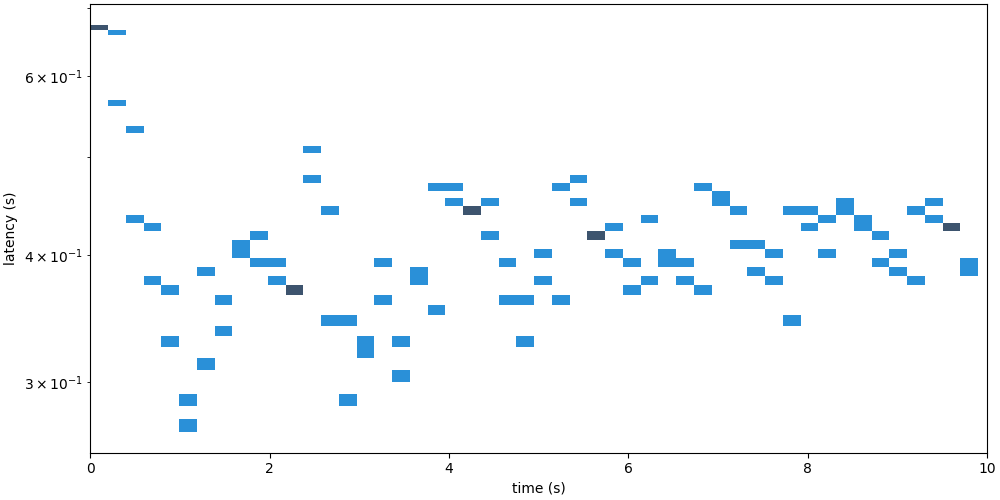 6 × 10⁻¹
4 × 10⁻¹
3 × 10⁻¹
latency (s)
0 2 4 6 8 10
time (s)